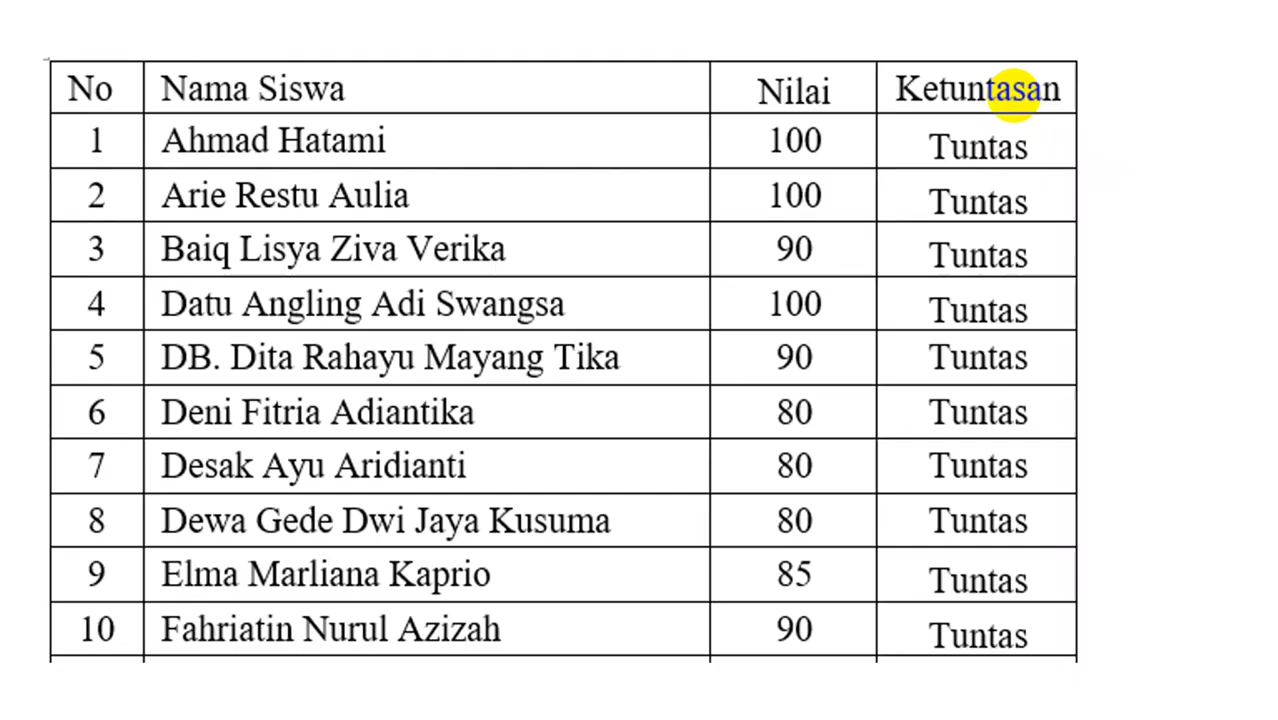 No Nama Siswa Nilai Ketuntasan
1 Ahmad Hatami 100 Tuntas
2 Arie Restu Aulia 100 Tuntas
3 Baiq Lisya Ziva Verika 90 Tuntas
4 Datu Angling Adi Swangsa 100 Tuntas
5 DB. Dita Rahayu Mayang Tika 90 Tuntas
6 Deni Fitria Adiantika 80 Tuntas
7 Desak Ayu Aridianti 80 Tuntas
8 Dewa Gede Dwi Jaya Kusuma 80 Tuntas
9 Elma Marliana Kaprio 85 Tuntas
10 Fahriatin Nurul Azizah 90 Tuntas